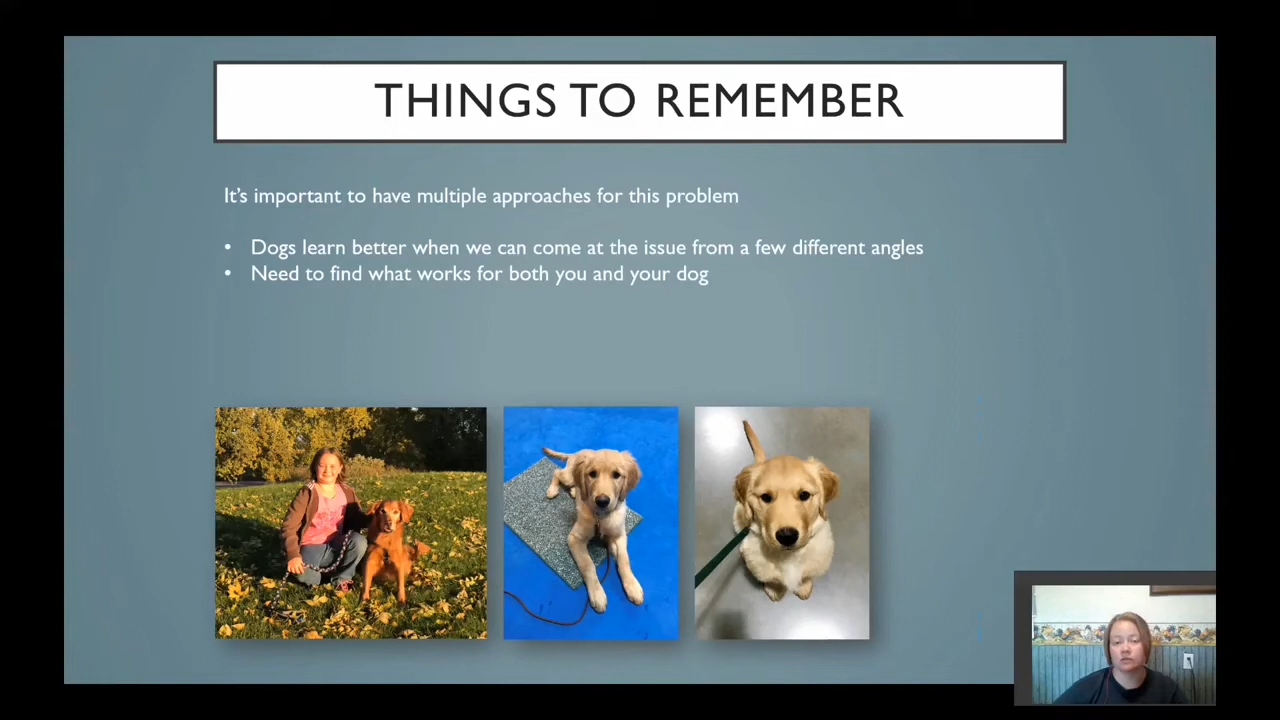 THINGS TO REMEMBER
It's important to have multiple approaches for this problem
• Dogs learn better when we can come at the issue from a few different angles
• Need to find what works for both you and your dog